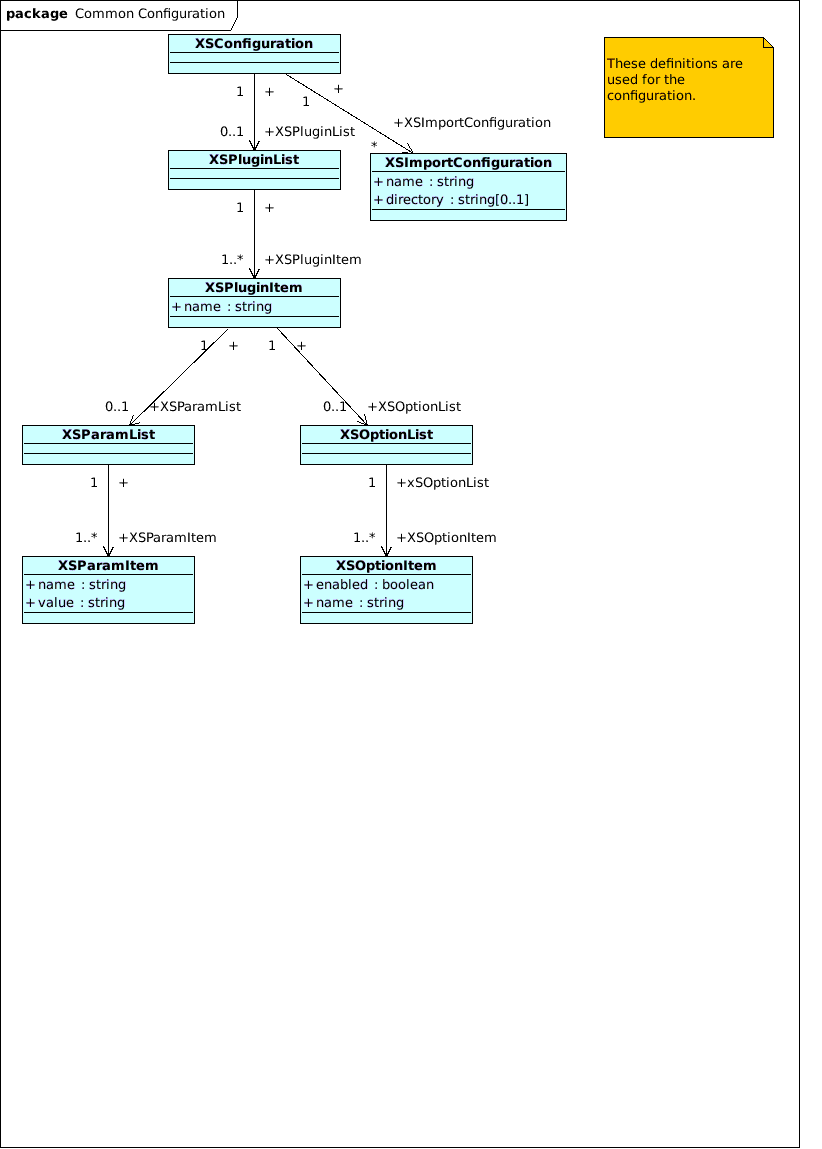 package Common Configuration
XSConfiguration
These definitions are
used for the
configuration.
1 +
1 +
0..1 +XSPluginList
* +XSImportConfiguration
XSPluginList
XSImportConfiguration
+ name : string
+ directory : string[0..1]
1 +
1..* +XSPluginItem
XSPluginItem
+ name : string
1 +
1 +
0..1 +XSParamList
0..1 +XSOptionList
XSParamList
XSOptionList
1 +
1 +xSOptionList
1..* +XSParamItem
1..* +XSOptionItem
XSParamItem
+ name : string
+ value : string
XSOptionItem
+ enabled : boolean
+ name : string